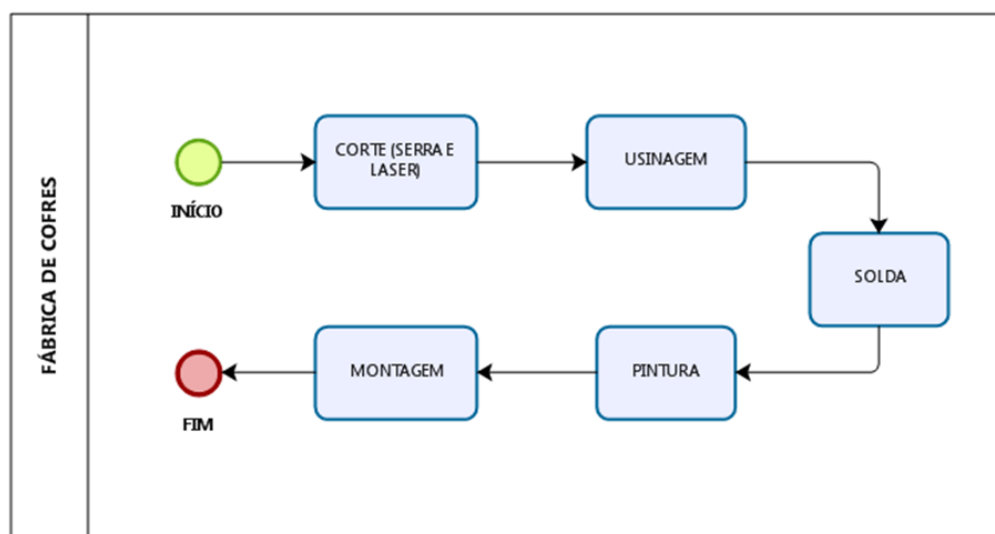 FÁBRICA DE COFRES
INÍCIO
CORTE (SERRA E
LASER)
USINAGEM
SOLDA
PINTURA
MONTAGEM
FIM